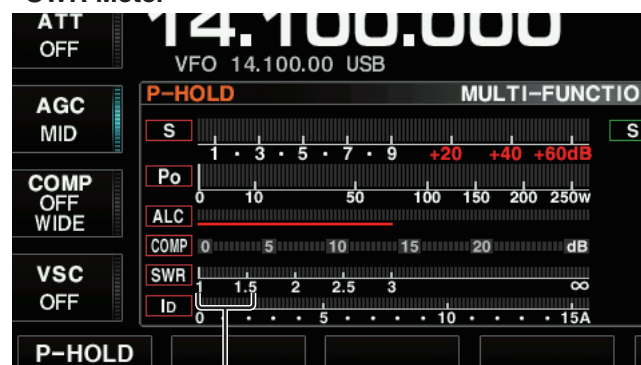 SWR Meter
ATT
OFF
14.100.000
VFO 14.100.00 USB
P-HOLD MULTI-FUNCTIO
AGC
MID
S 1 · 3 · 5 · 7 · 9 +20 +40 +60dB S
Po 0 10 50 100 150 200 250W
COMP
OFF
WIDE
ALC
COMP 0 5 10 15 20 dB
VSC
OFF
SWR 1 1.5 2 2.5 3 ∞
ID 0 · · · · 5 · · · · 10 · · · · 15A
P-HOLD